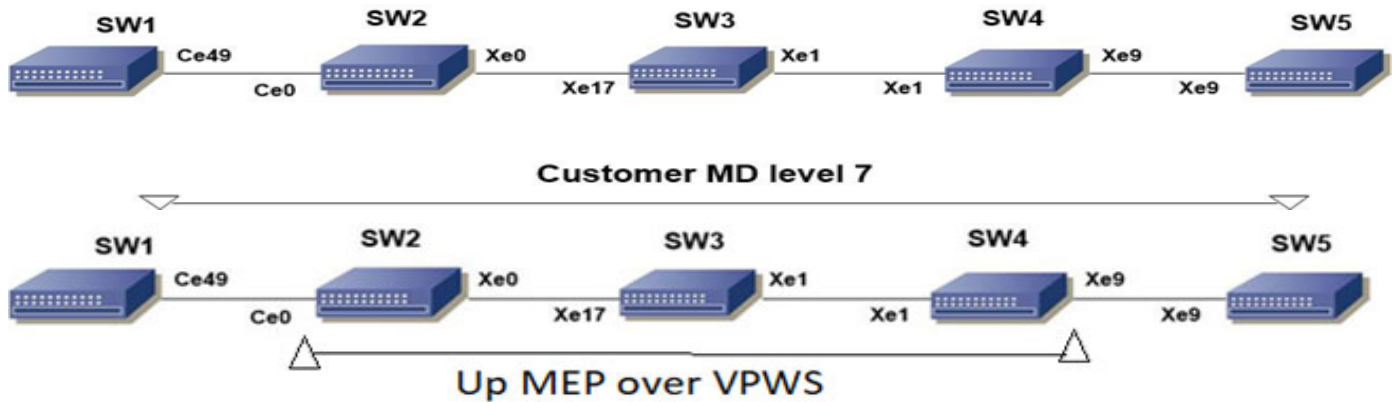 SW1 SW2 SW3 SW4 SW5
Ce49 Xe0 Xe1 Xe9
Ce0 Xe17 Xe1 Xe9
Customer MD level 7
SW1 SW2 SW3 SW4 SW5
Ce49 Xe0 Xe1 Xe9
Ce0 Xe17 Xe1 Xe9
Up MEP over VPWS